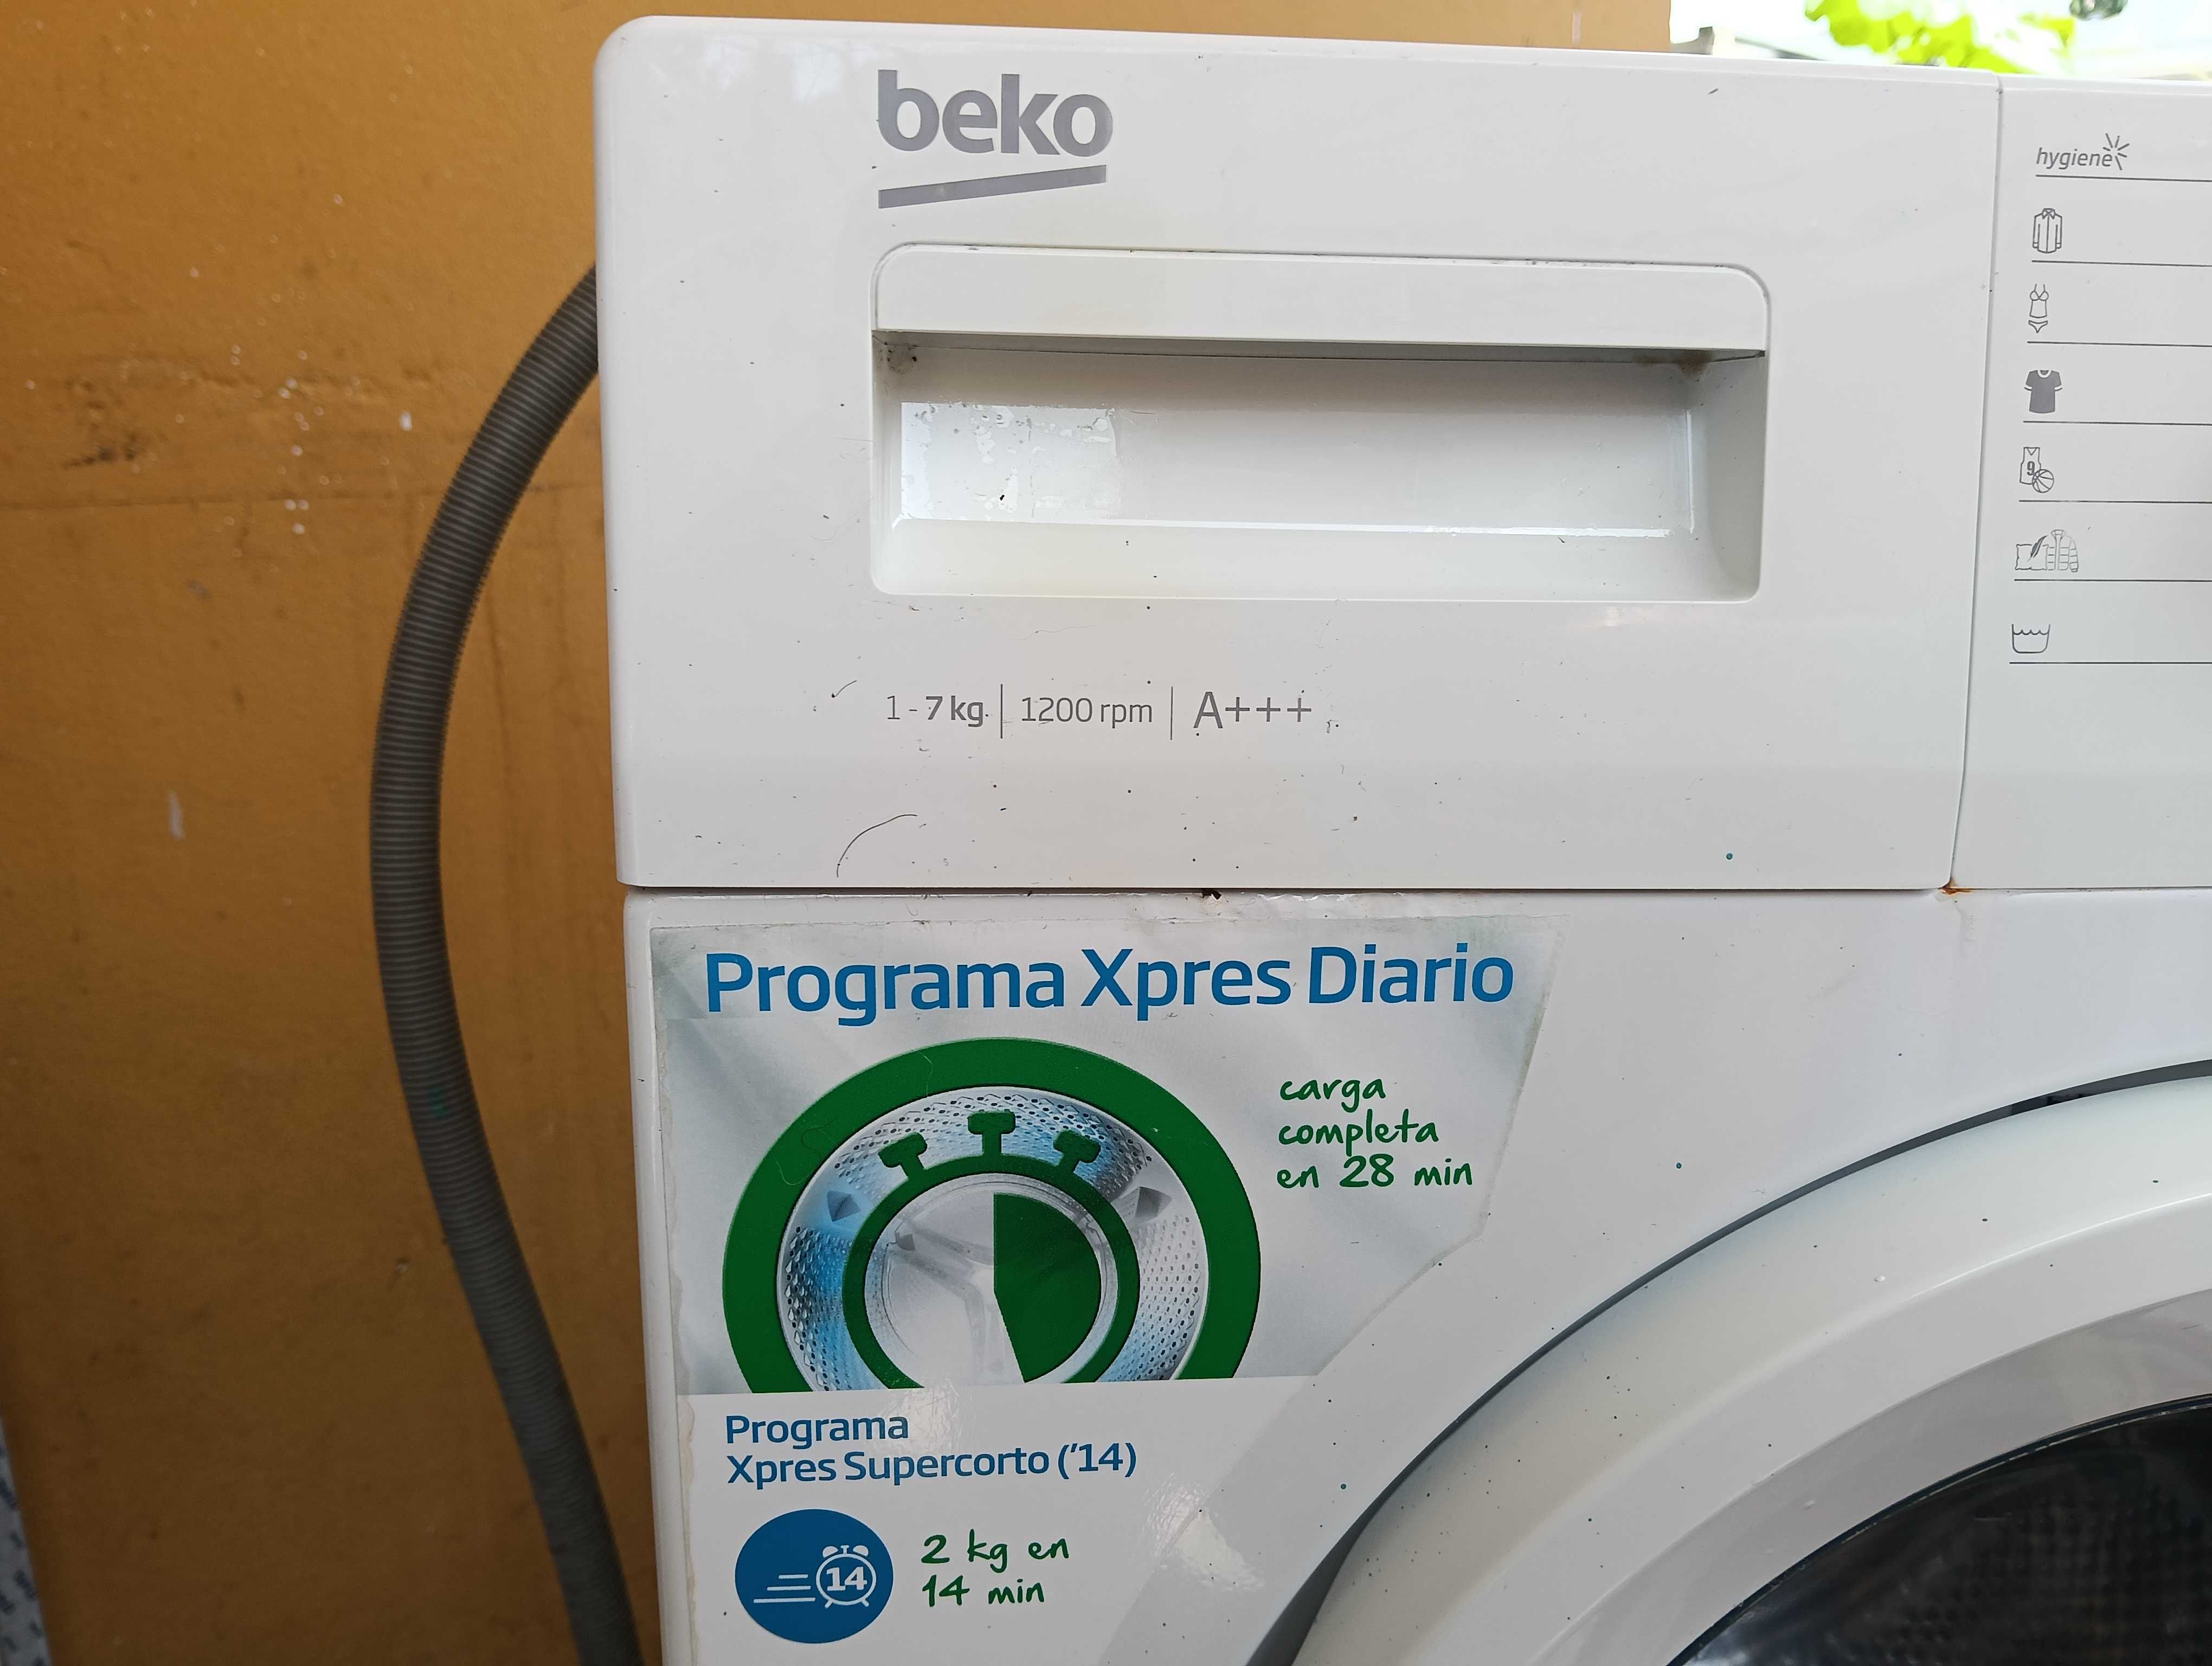 beko
hygiene
9
1 - 7 kg | 1200 rpm | A+++
Programa Xpres Diario
carga
completa
en 28 min
Programa
Xpres Supercorto ('14)
14
2 kg en
14 min